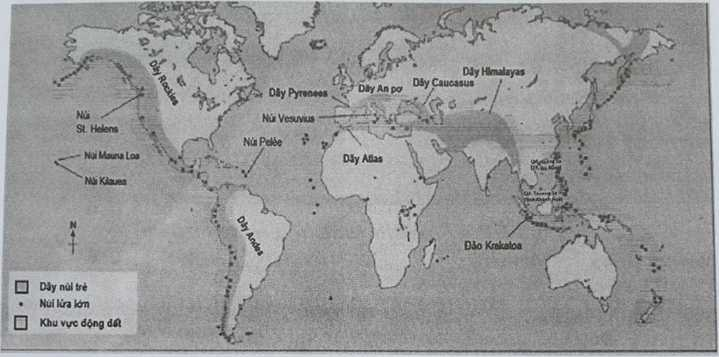 Dãy Rockies
Núi
St. Helens
Núi Mauna Loa
Núi Kilauea
Núi Pelée
Dãy Andes
Dãy Pyrenees
Dãy An pơ
Dãy Caucasus
Dãy Himalayas
Núi Vesuvius
Dãy Atlas
Đảo Krakaloa
N
Dãy núi trẻ
Núi lửa lớn
Khu vực động đất